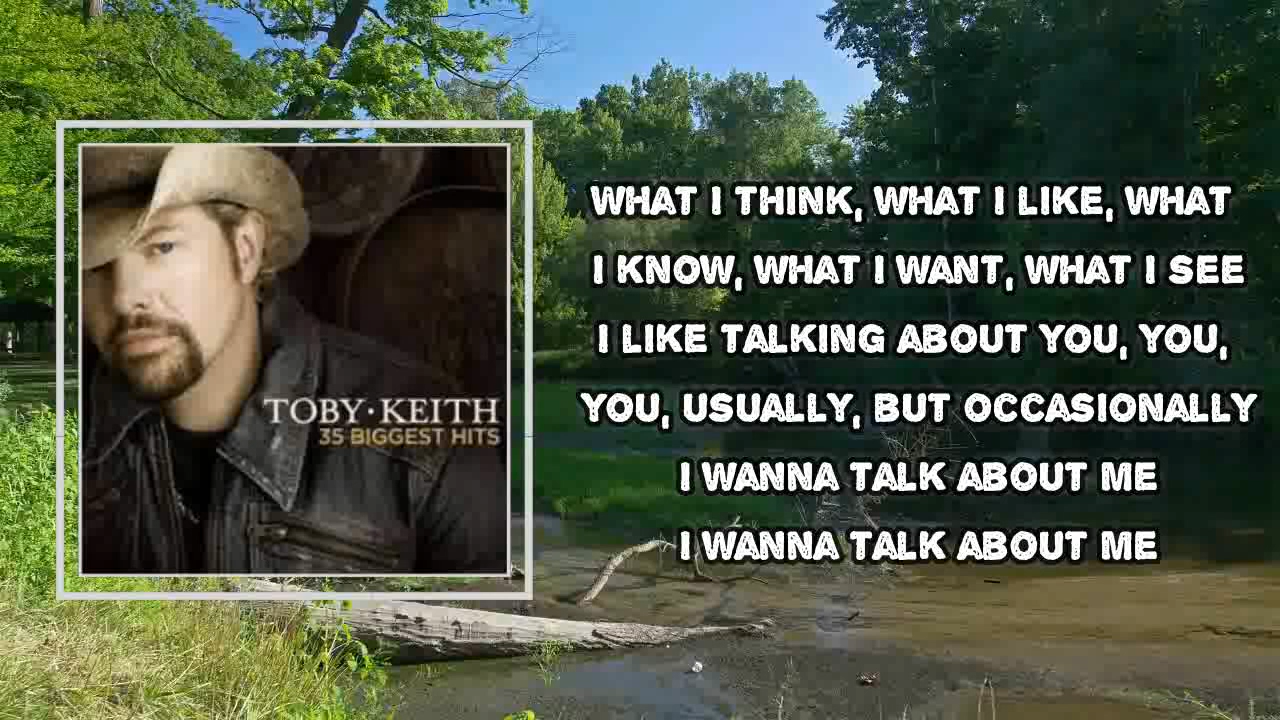 TOBY·KEITH
35 BIGGEST HITS
WHAT I THINK, WHAT I LIKE, WHAT
I KNOW, WHAT I WANT, WHAT I SEE
I LIKE TALKING ABOUT YOU, YOU,
YOU, USUALLY, BUT OCCASIONALLY
I WANNA TALK ABOUT ME
I WANNA TALK ABOUT ME